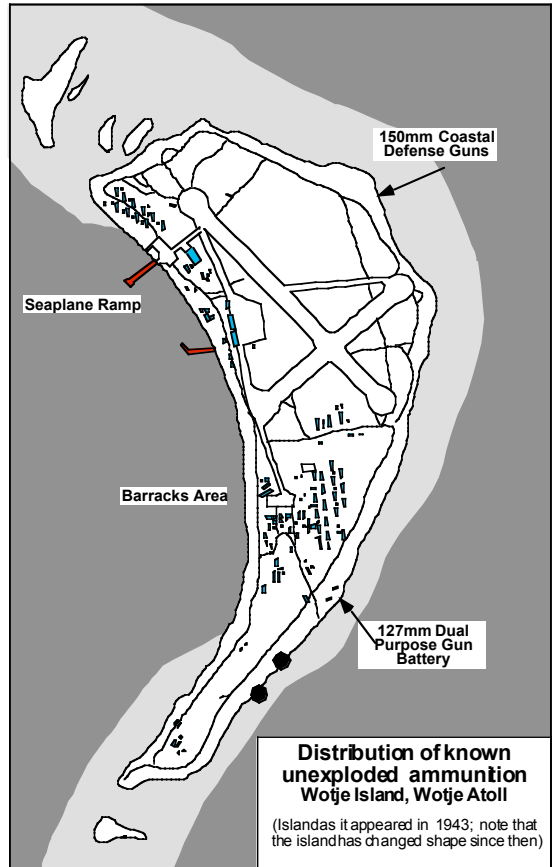 150mm Coastal
Defense Guns
Seaplane Ramp
Barracks Area
127mm Dual
Purpose Gun
Battery
Distribution of known
unexploded ammunition
Wotje Island, Wotje Atoll
(Islandas it appeared in 1943; note that
the islandhas changed shape since then)